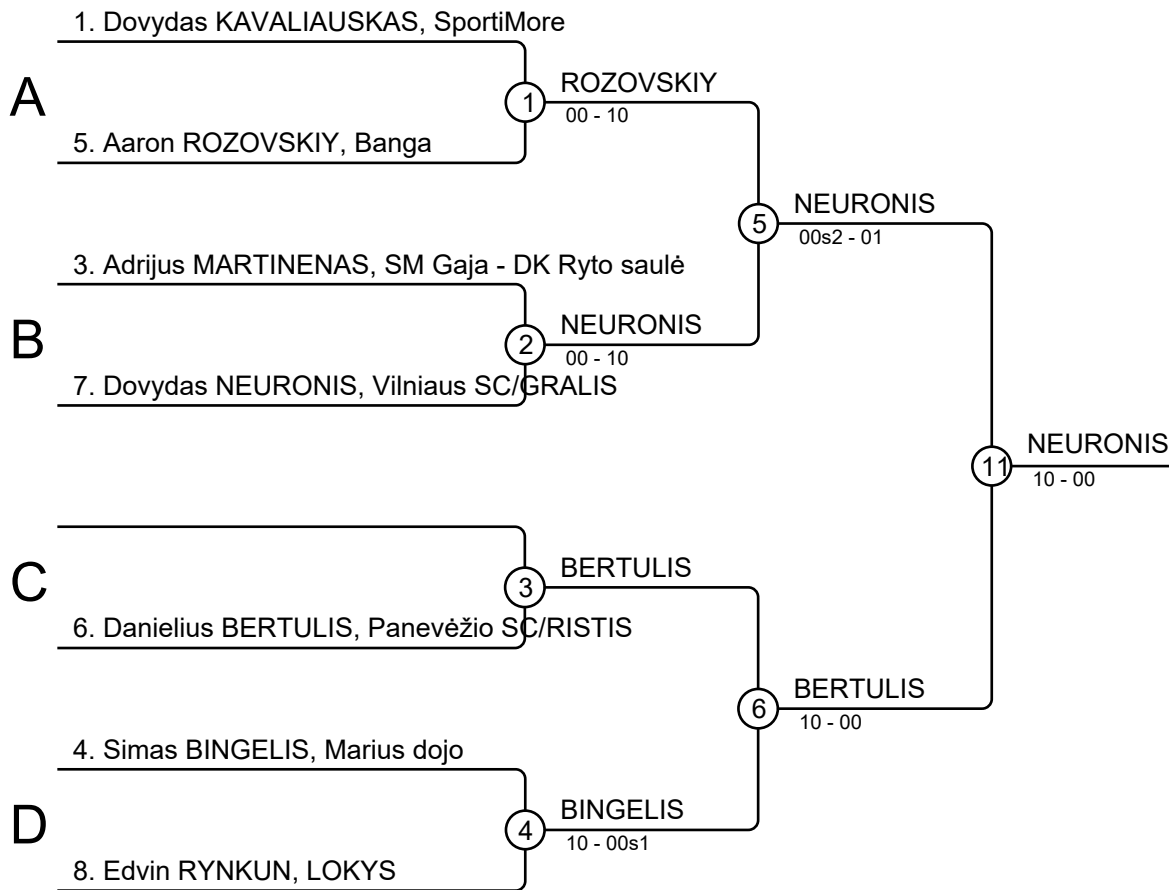 1. Dovydas KAVALIAUSKAS, SportiMore
A
1
ROZOVSKIY
00 - 10
5. Aaron ROZOVSKIY, Banga
5
NEURONIS
00s2 - 01
3. Adrijus MARTINENAS, SM Gaja - DK Ryto saulė
B
2
NEURONIS
00 - 10
7. Dovydas NEURONIS, Vilniaus SC/GRALIS
11
NEURONIS
10 - 00
C
3
BERTULIS
6. Danielius BERTULIS, Panevėžio SC/RISTIS
6
BERTULIS
10 - 00
4. Simas BINGELIS, Marius dojo
D
4
BINGELIS
10 - 00s1
8. Edvin RYNKUN, LOKYS